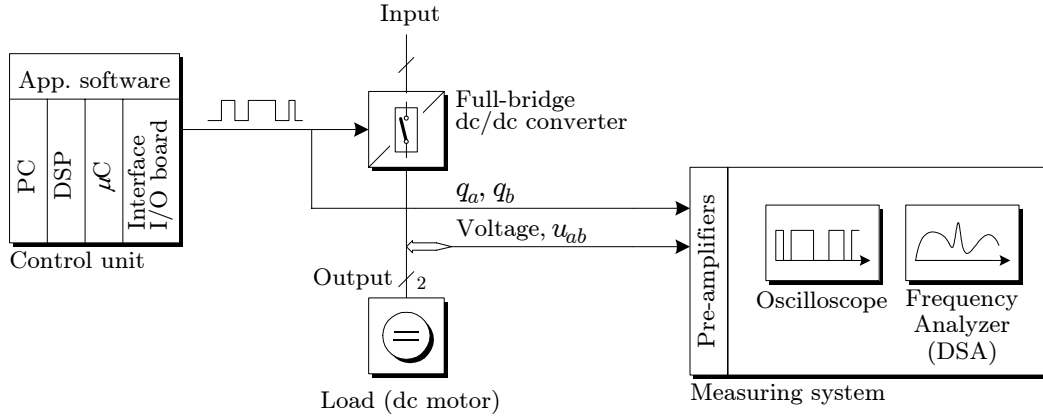 Input
App. software
PC
DSP
μC
Interface
I/O board
Control unit
Full-bridge
dc/dc converter
q_a, q_b
Voltage, u_ab
Output
2
Load (dc motor)
Pre-amplifiers
Oscilloscope
Frequency
Analyzer
(DSA)
Measuring system